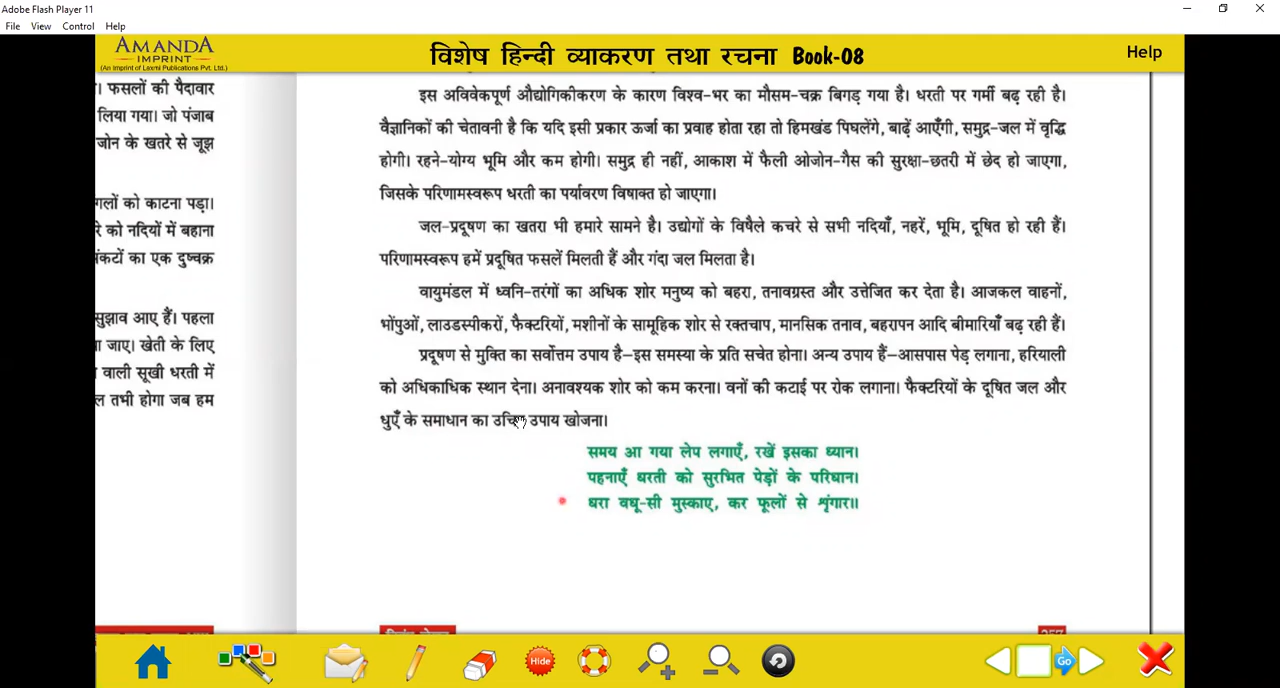 Adobe Flash Player 11
File View Control Help
AMANDA
IMPRINT
(An Imprint of Laxmi Publications Pvt. Ltd.)
विशेष हिन्दी व्याकरण तथा रचना Book-08
Help
। फसलों की पैदावार
लिया गया। जो पंजाब
जोन के खतरे से जूझ
गलों को काटना पड़ा।
रे को नदियों में बहाना
iकटों का एक दुष्चक्र
सुझाव आए हैं। पहला
ा जाए। खेती के लिए
वाली सूखी धरती में
ल तभी होगा जब हम
इस अविवेकपूर्ण औद्योगिकीकरण के कारण विश्व-भर का मौसम-चक्र बिगड़ गया है। धरती पर गर्मी बढ़ रही है।
वैज्ञानिकों की चेतावनी है कि यदि इसी प्रकार ऊर्जा का प्रवाह होता रहा तो हिमखंड पिघलेंगे, बाढ़ें आएँगी, समुद्र-जल में वृद्धि
होगी। रहने-योग्य भूमि और कम होगी। समुद्र ही नहीं, आकाश में फैली ओजोन-गैस की सुरक्षा-छतरी में छेद हो जाएगा,
जिसके परिणामस्वरूप धरती का पर्यावरण विषाक्त हो जाएगा।
जल-प्रदूषण का खतरा भी हमारे सामने है। उद्योगों के विषैले कचरे से सभी नदियाँ, नहरें, भूमि, दूषित हो रही हैं।
परिणामस्वरूप हमें प्रदूषित फसलें मिलती हैं और गंदा जल मिलता है।
वायुमंडल में ध्वनि-तरंगों का अधिक शोर मनुष्य को बहरा, तनावग्रस्त और उत्तेजित कर देता है। आजकल वाहनों,
भोंपुओं, लाउडस्पीकरों, फैक्टरियों, मशीनों के सामूहिक शोर से रक्तचाप, मानसिक तनाव, बहरापन आदि बीमारियाँ बढ़ रही हैं।
प्रदूषण से मुक्ति का सर्वोत्तम उपाय है—इस समस्या के प्रति सचेत होना। अन्य उपाय हैं—आसपास पेड़ लगाना, हरियाली
को अधिकाधिक स्थान देना। अनावश्यक शोर को कम करना। वनों की कटाई पर रोक लगाना। फैक्टरियों के दूषित जल और
धुएँ के समाधान का उचित उपाय खोजना।
समय आ गया लेप लगाएँ, रखें इसका ध्यान।
पहनाएँ धरती को सुरभित पेड़ों के परिधान।
धरा वधू-सी मुस्काए, कर फूलों से शृंगार॥
Hide
Go